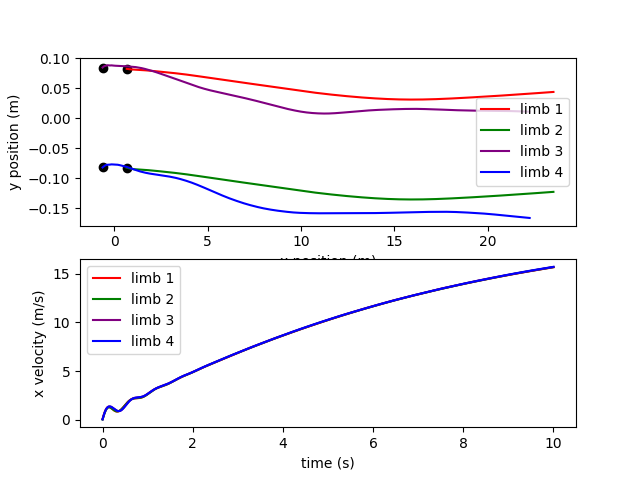 0.10
0.05
0.00
−0.05
−0.10
−0.15
y position (m)
limb 1
limb 2
limb 3
limb 4
0 5 10 15 20
x position (m)
15
10
5
0
x velocity (m/s)
limb 1
limb 2
limb 3
limb 4
0 2 4 6 8 10
time (s)